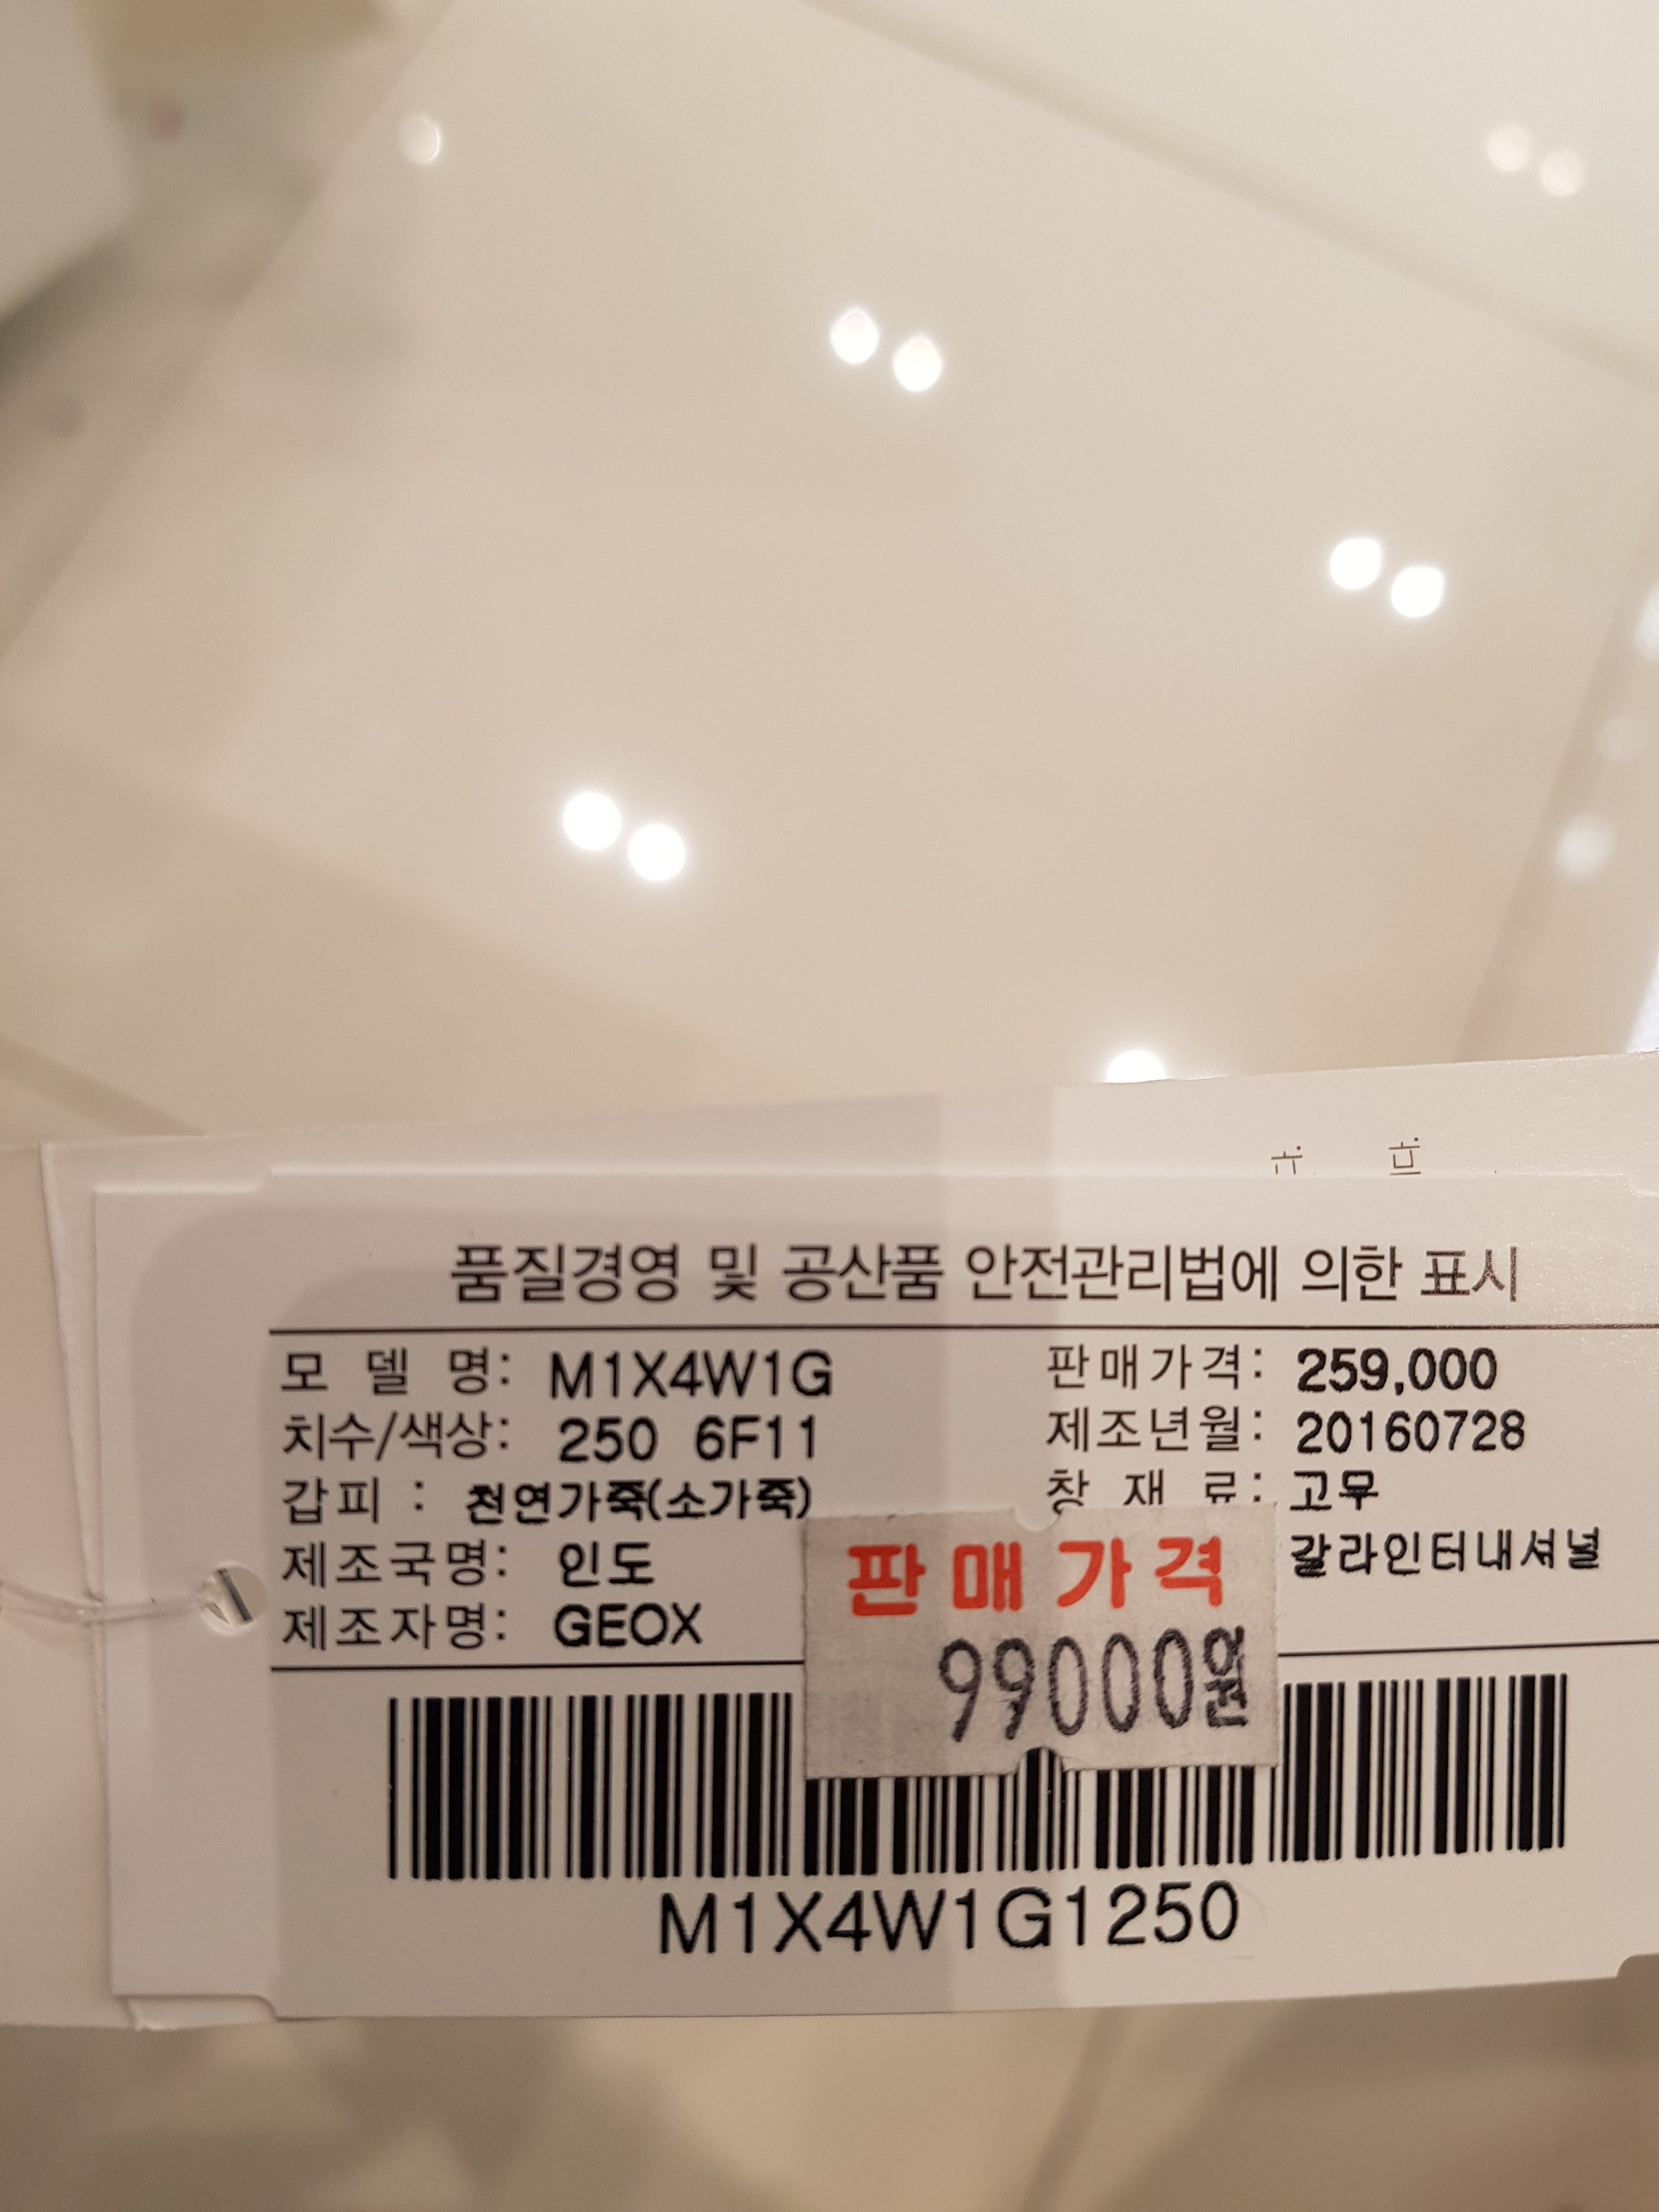 품질경영 및 공산품 안전관리법에 의한 표시
모 델 명: M1X4W1G
판매가격: 259,000
치수/색상: 250 6F11
제조년월: 20160728
갑피 : 천연가죽(소가죽)
창 재 료: 고무
제조국명: 인도
갈라인터내셔널
제조자명: GEOX
판매가격
99000원
M1X4W1G1250